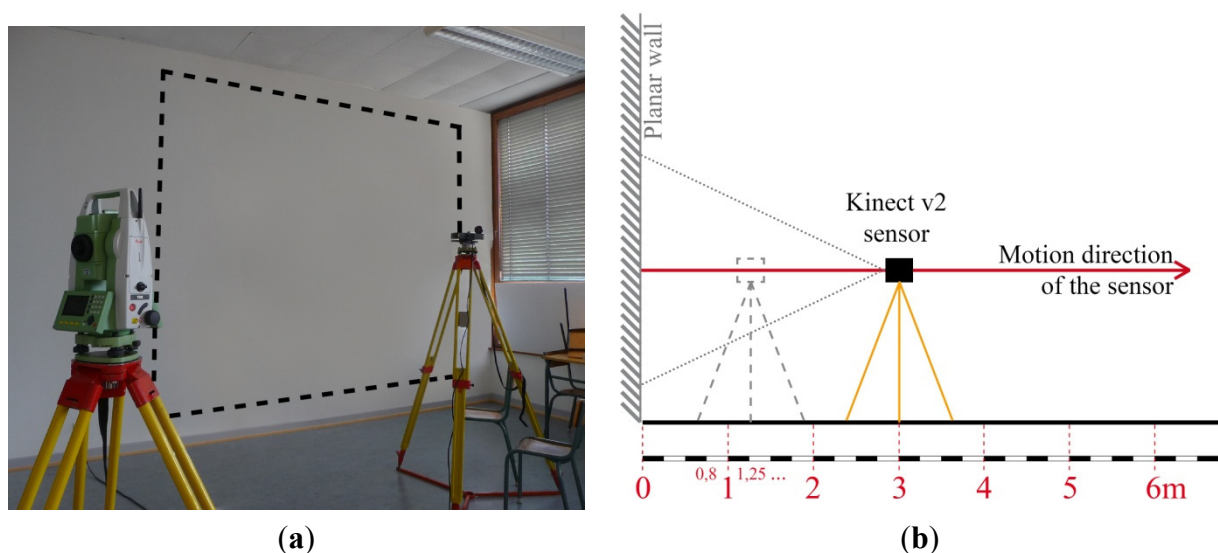 Planar wall
Kinect v2
sensor
Motion direction
of the sensor
0,8 1,25 ...
0 1 2 3 4 5 6m
(a) (b)